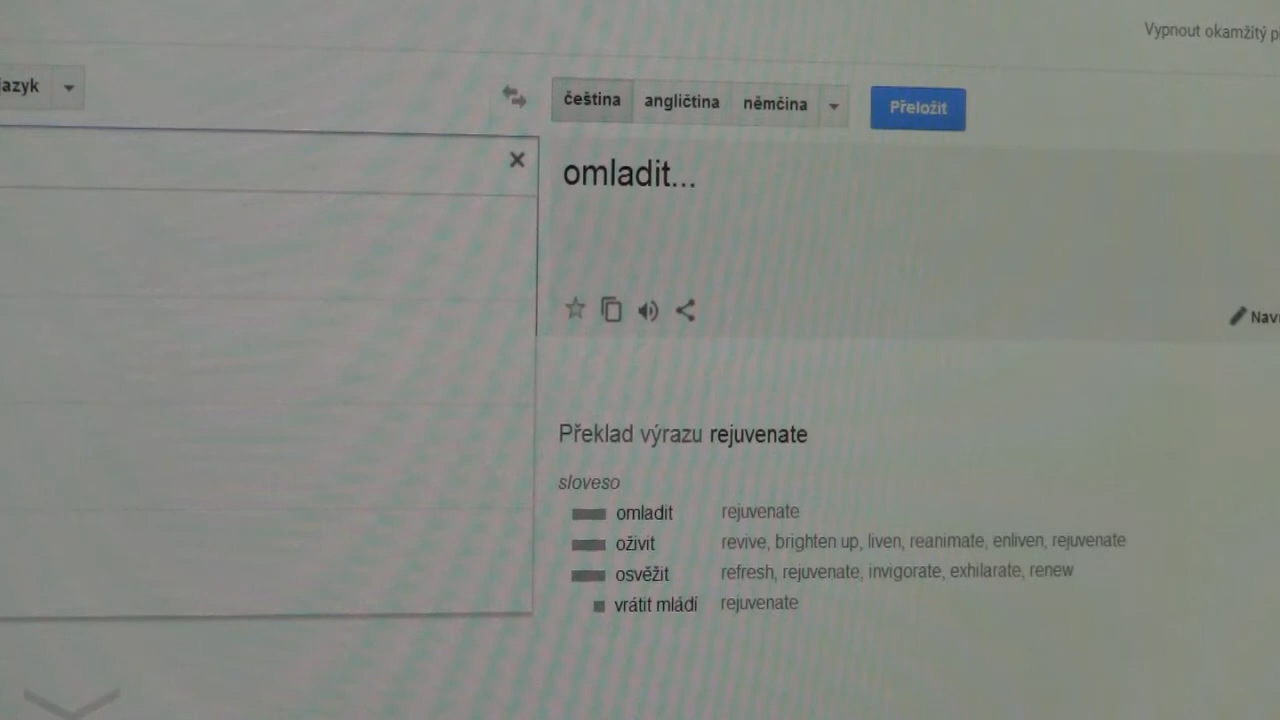 Vypnout okamžitý
jazyk
čeština angličtina němčina Přeložit
omladit...
Překlad výrazu rejuvenate
sloveso
omladit rejuvenate
oživit revive, brighten up, liven, reanimate, enliven, rejuvenate
osvěžit refresh, rejuvenate, invigorate, exhilarate, renew
vrátit mládí rejuvenate